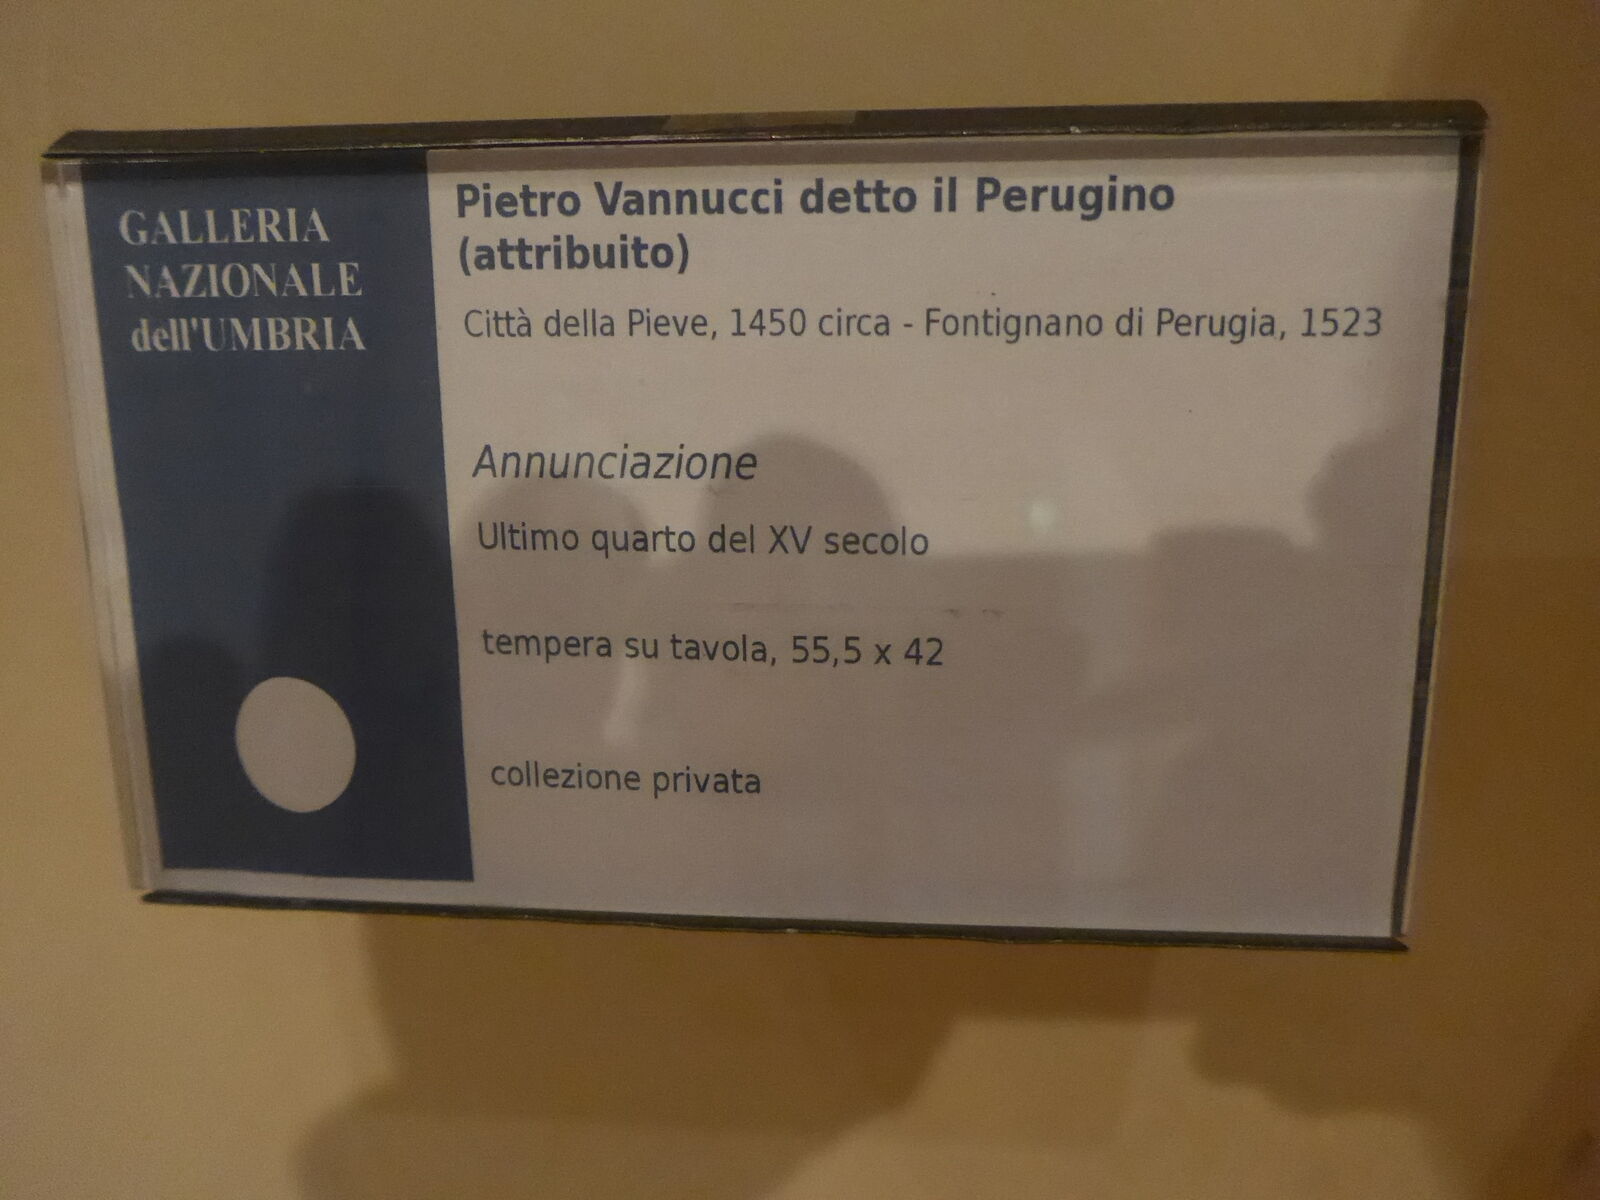 GALLERIA
NAZIONALE
dell'UMBRIA
Pietro Vannucci detto il Perugino
(attribuito)
Città della Pieve, 1450 circa - Fontignano di Perugia, 1523
Annunciazione
Ultimo quarto del XV secolo
tempera su tavola, 55,5 x 42
collezione privata